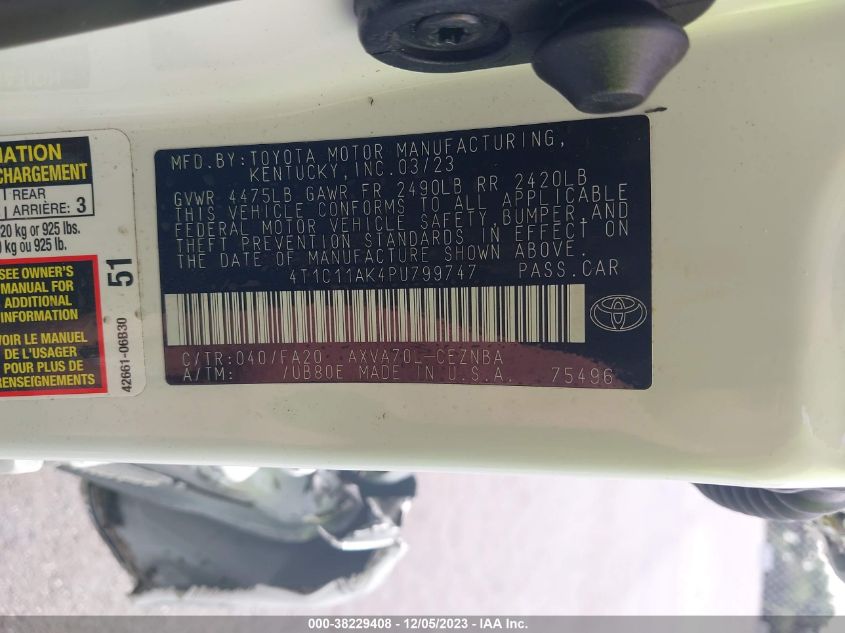 MATION
CHARGEMENT
REAR
ARRIÈRE: 3
20 kg or 925 lbs.
0 kg ou 925 lb.
SEE OWNER'S
MANUAL FOR
ADDITIONAL
INFORMATION
VOIR LE MANUEL
DE L'USAGER
POUR PLUS DE
RENSEIGNEMENTS
51
42661-06B30
MFD.BY:TOYOTA MOTOR MANUFACTURING,
KENTUCKY,INC.03/23
GVWR 4475LB GAWR FR 2490LB RR 2420LB
THIS VEHICLE CONFORMS TO ALL APPLICABLE
FEDERAL MOTOR VEHICLE SAFETY,BUMPER,AND
THEFT PREVENTION STANDARDS IN EFFECT ON
THE DATE OF MANUFACTURE SHOWN ABOVE.
4T1C11AK4PU799747 PASS.CAR
C/TR:040/FA20 AXVA70L-CEZNBA
A/TM: /UB80E MADE IN U.S.A. 75496
000-38229408 - 12/05/2023 - IAA Inc.